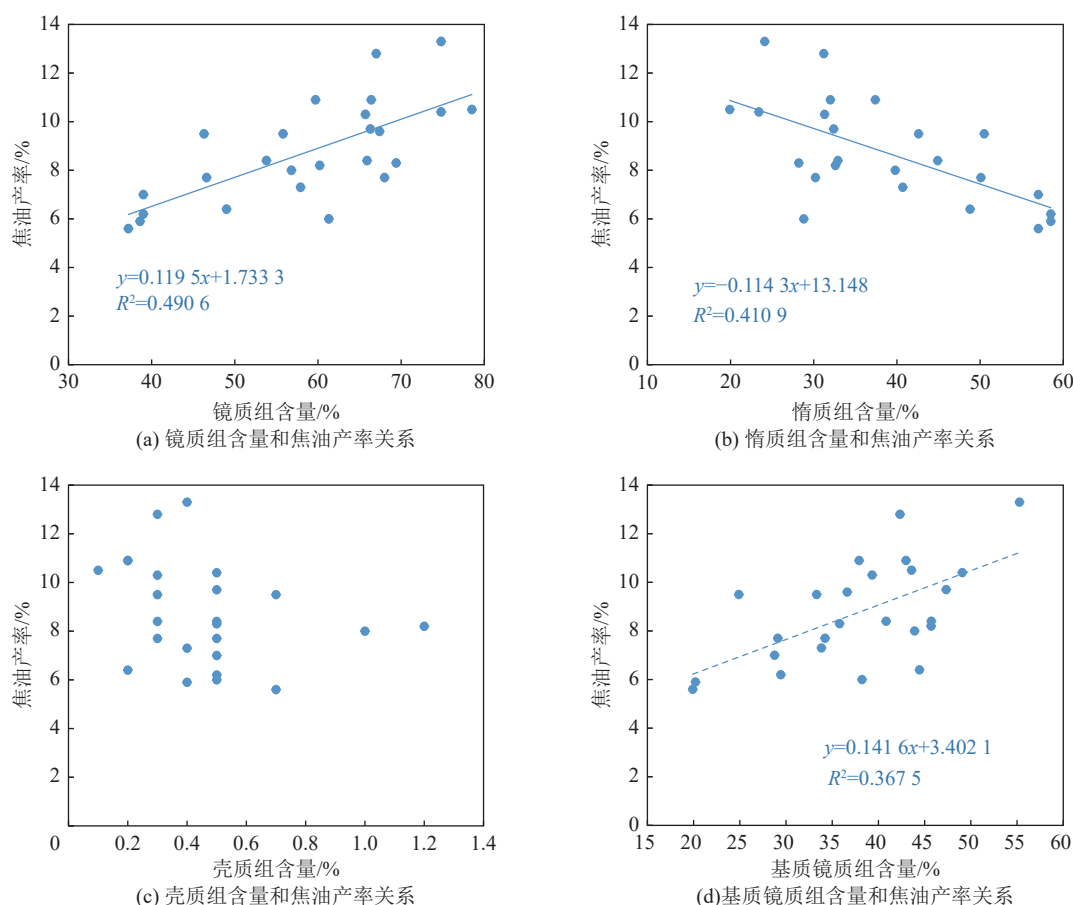 14
12
10
8
6
4
2
0
焦油产率/%
y=0.119 5x+1.733 3
R²=0.490 6
30 40 50 60 70 80
镜质组含量/%
(a) 镜质组含量和焦油产率关系
14
12
10
8
6
4
2
0
焦油产率/%
y=−0.114 3x+13.148
R²=0.410 9
10 20 30 40 50 60
惰质组含量/%
(b) 惰质组含量和焦油产率关系
14
12
10
8
6
4
2
0
焦油产率/%
0.2 0.4 0.6 0.8 1.0 1.2 1.4
壳质组含量/%
(c) 壳质组含量和焦油产率关系
14
12
10
8
6
4
2
0
焦油产率/%
y=0.141 6x+3.402 1
R²=0.367 5
15 20 25 30 35 40 45 50 55 60
基质镜质组含量/%
(d)基质镜质组含量和焦油产率关系